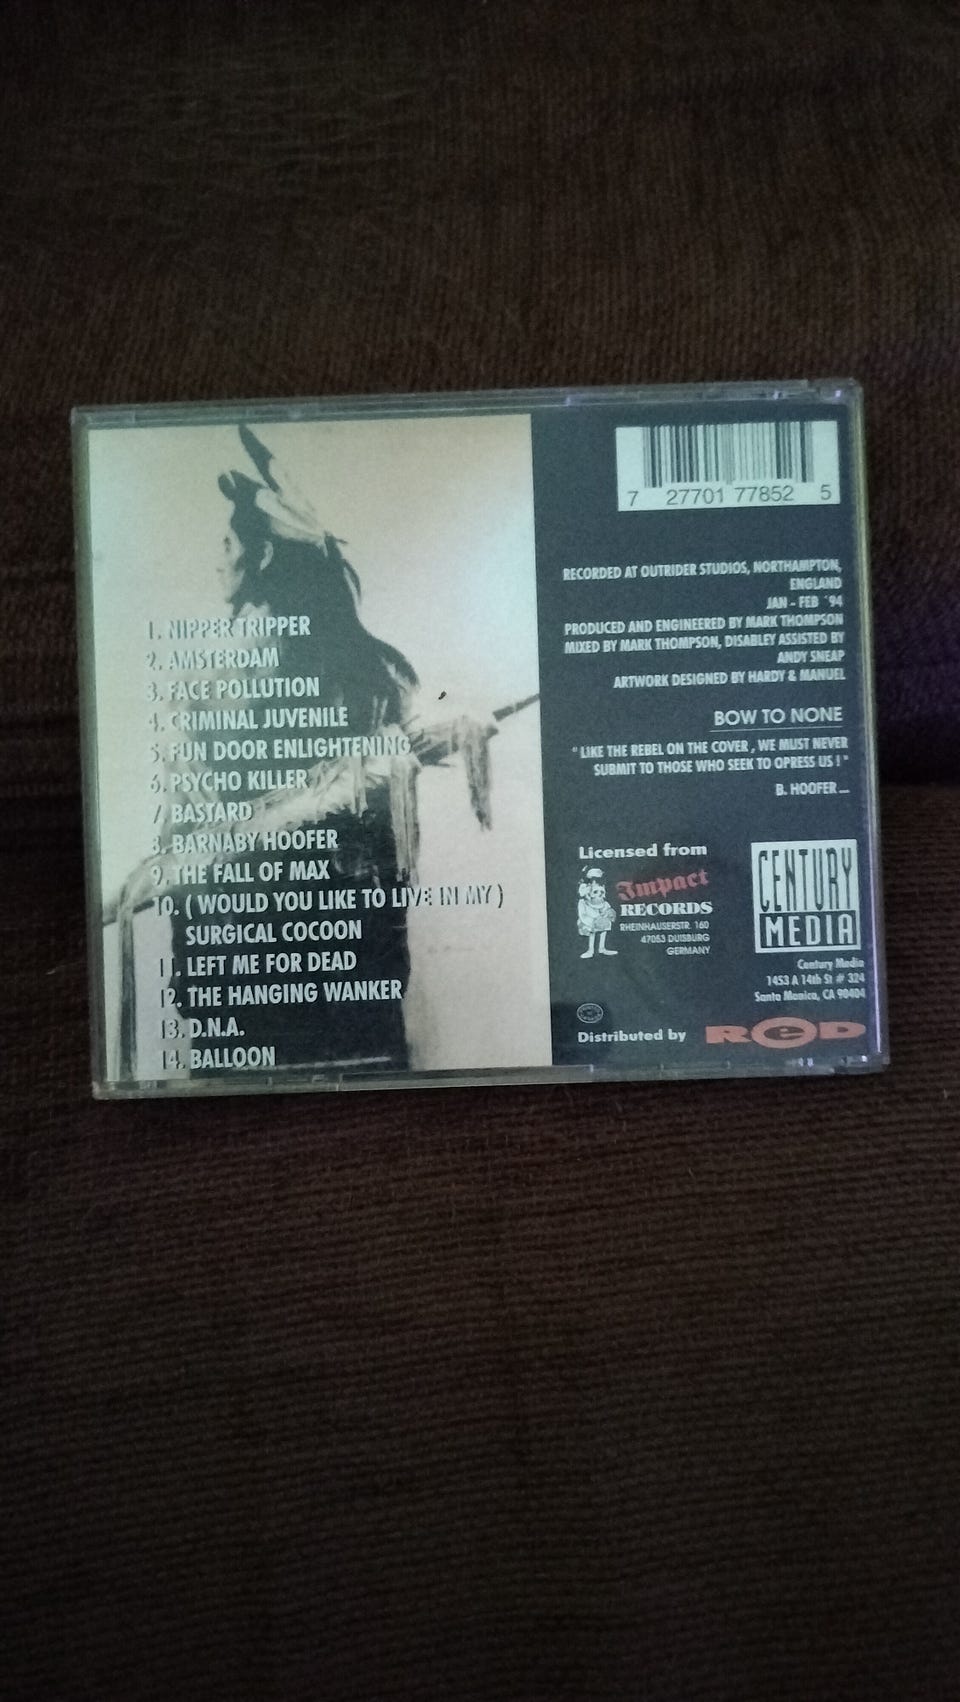 1. NIPPER TRIPPER
2. AMSTERDAM
3. FACE POLLUTION
4. CRIMINAL JUVENILE
5. FUN DOOR ENLIGHTENING
6. PSYCHO KILLER
7. BASTARD
8. BARNABY HOOFER
9. THE FALL OF MAX
10. ( WOULD YOU LIKE TO LIVE IN MY )
SURGICAL COCOON
11. LEFT ME FOR DEAD
12. THE HANGING WANKER
13. D.N.A.
14. BALLOON
7 27701 77852 5
RECORDED AT OUTRIDER STUDIOS, NORTHAMPTON,
ENGLAND
JAN - FEB ´94
PRODUCED AND ENGINEERED BY MARK THOMPSON
MIXED BY MARK THOMPSON, DISABLEY ASSISTED BY
ANDY SNEAP
ARTWORK DESIGNED BY HARDY & MANUEL
BOW TO NONE
" LIKE THE REBEL ON THE COVER , WE MUST NEVER
SUBMIT TO THOSE WHO SEEK TO OPRESS US ! "
B. HOOFER ...
Licensed from
Impact
RECORDS
RHEINHAUSERSTR. 160
47053 DUISBURG
GERMANY
CENTURY
MEDIA
Century Media
1453 A 14th St # 324
Santa Monica, CA 90404
Distributed by
RED